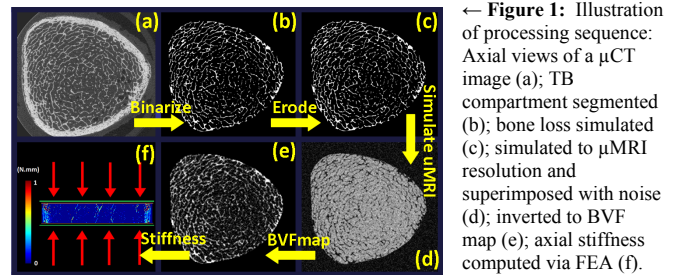 (a)
(b)
(c)
Binarize
Erode
Simulate uMRI
(f)
(e)
(N.mm)
1
0
Stiffness
BVFmap
(d)
← Figure 1: Illustration
of processing sequence:
Axial views of a µCT
image (a); TB
compartment segmented
(b); bone loss simulated
(c); simulated to µMRI
resolution and
superimposed with noise
(d); inverted to BVF
map (e); axial stiffness
computed via FEA (f).